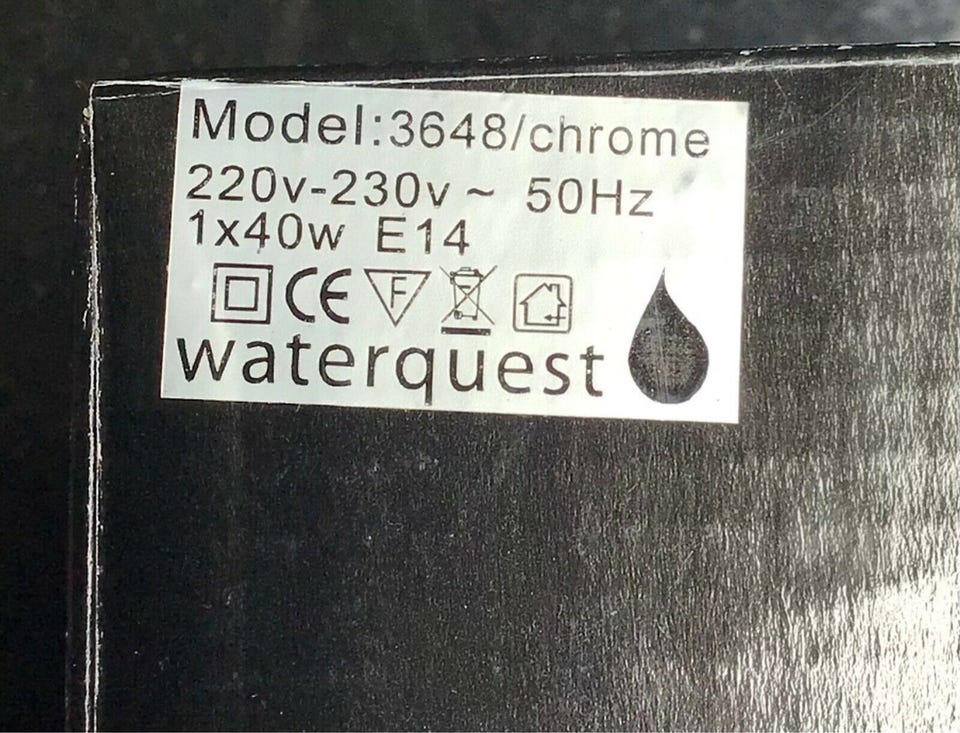 Model:3648/chrome
220v-230v ~ 50Hz
1x40w E14
CE F
waterquest